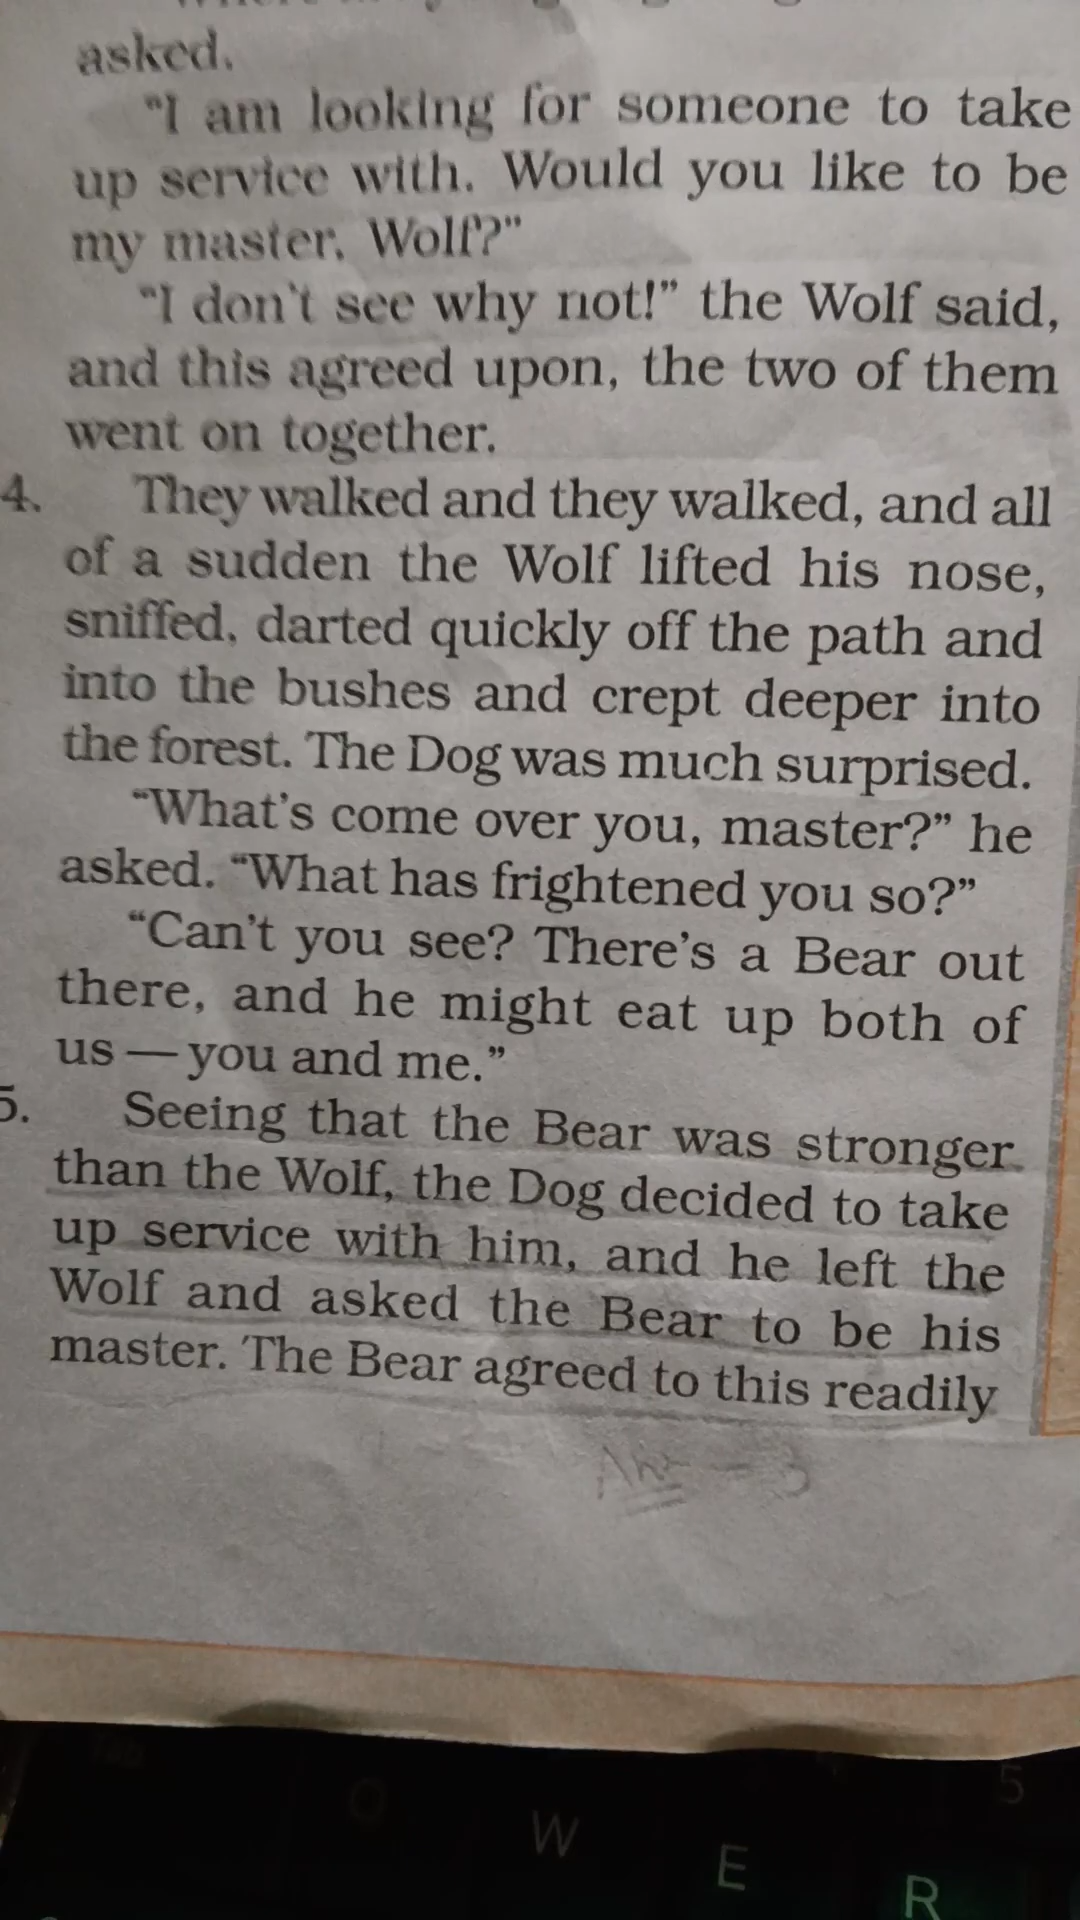 asked.
"I am looking for someone to take
up service with. Would you like to be
my master, Wolf?"
"I don't see why not!" the Wolf said,
and this agreed upon, the two of them
went on together.
4. They walked and they walked, and all
of a sudden the Wolf lifted his nose,
sniffed, darted quickly off the path and
into the bushes and crept deeper into
the forest. The Dog was much surprised.
"What's come over you, master?" he
asked. "What has frightened you so?"
"Can't you see? There's a Bear out
there, and he might eat up both of
us — you and me."
5. Seeing that the Bear was stronger
than the Wolf, the Dog decided to take
up service with him, and he left the
Wolf and asked the Bear to be his
master. The Bear agreed to this readily
Ans - 3
5
W
E
R